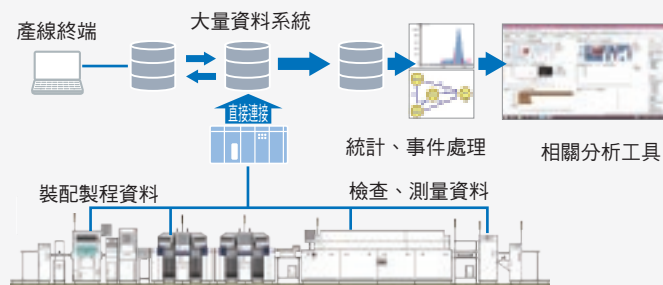 產線終端
大量資料系統
直接連接
統計、事件處理
相關分析工具
裝配製程資料
檢查、測量資料